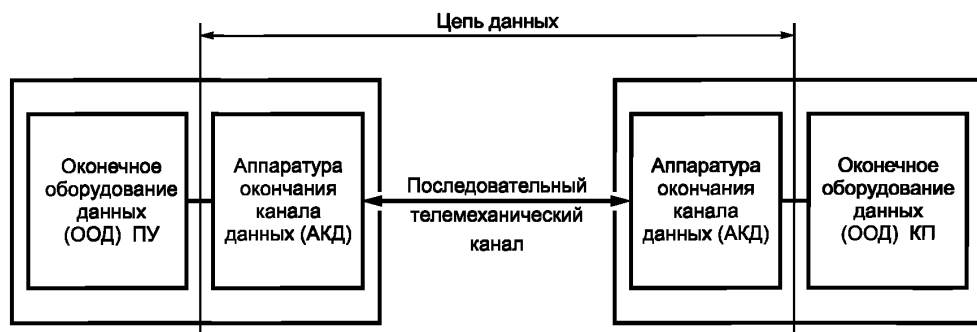 Цепь данных
Оконечное
оборудование
данных
(ООД) ПУ
Аппаратура
окончания
канала
данных (АКД)
Последовательный
телемеханический
канал
Аппаратура
окончания
канала
данных (АКД)
Оконечное
оборудование
данных
(ООД) КП